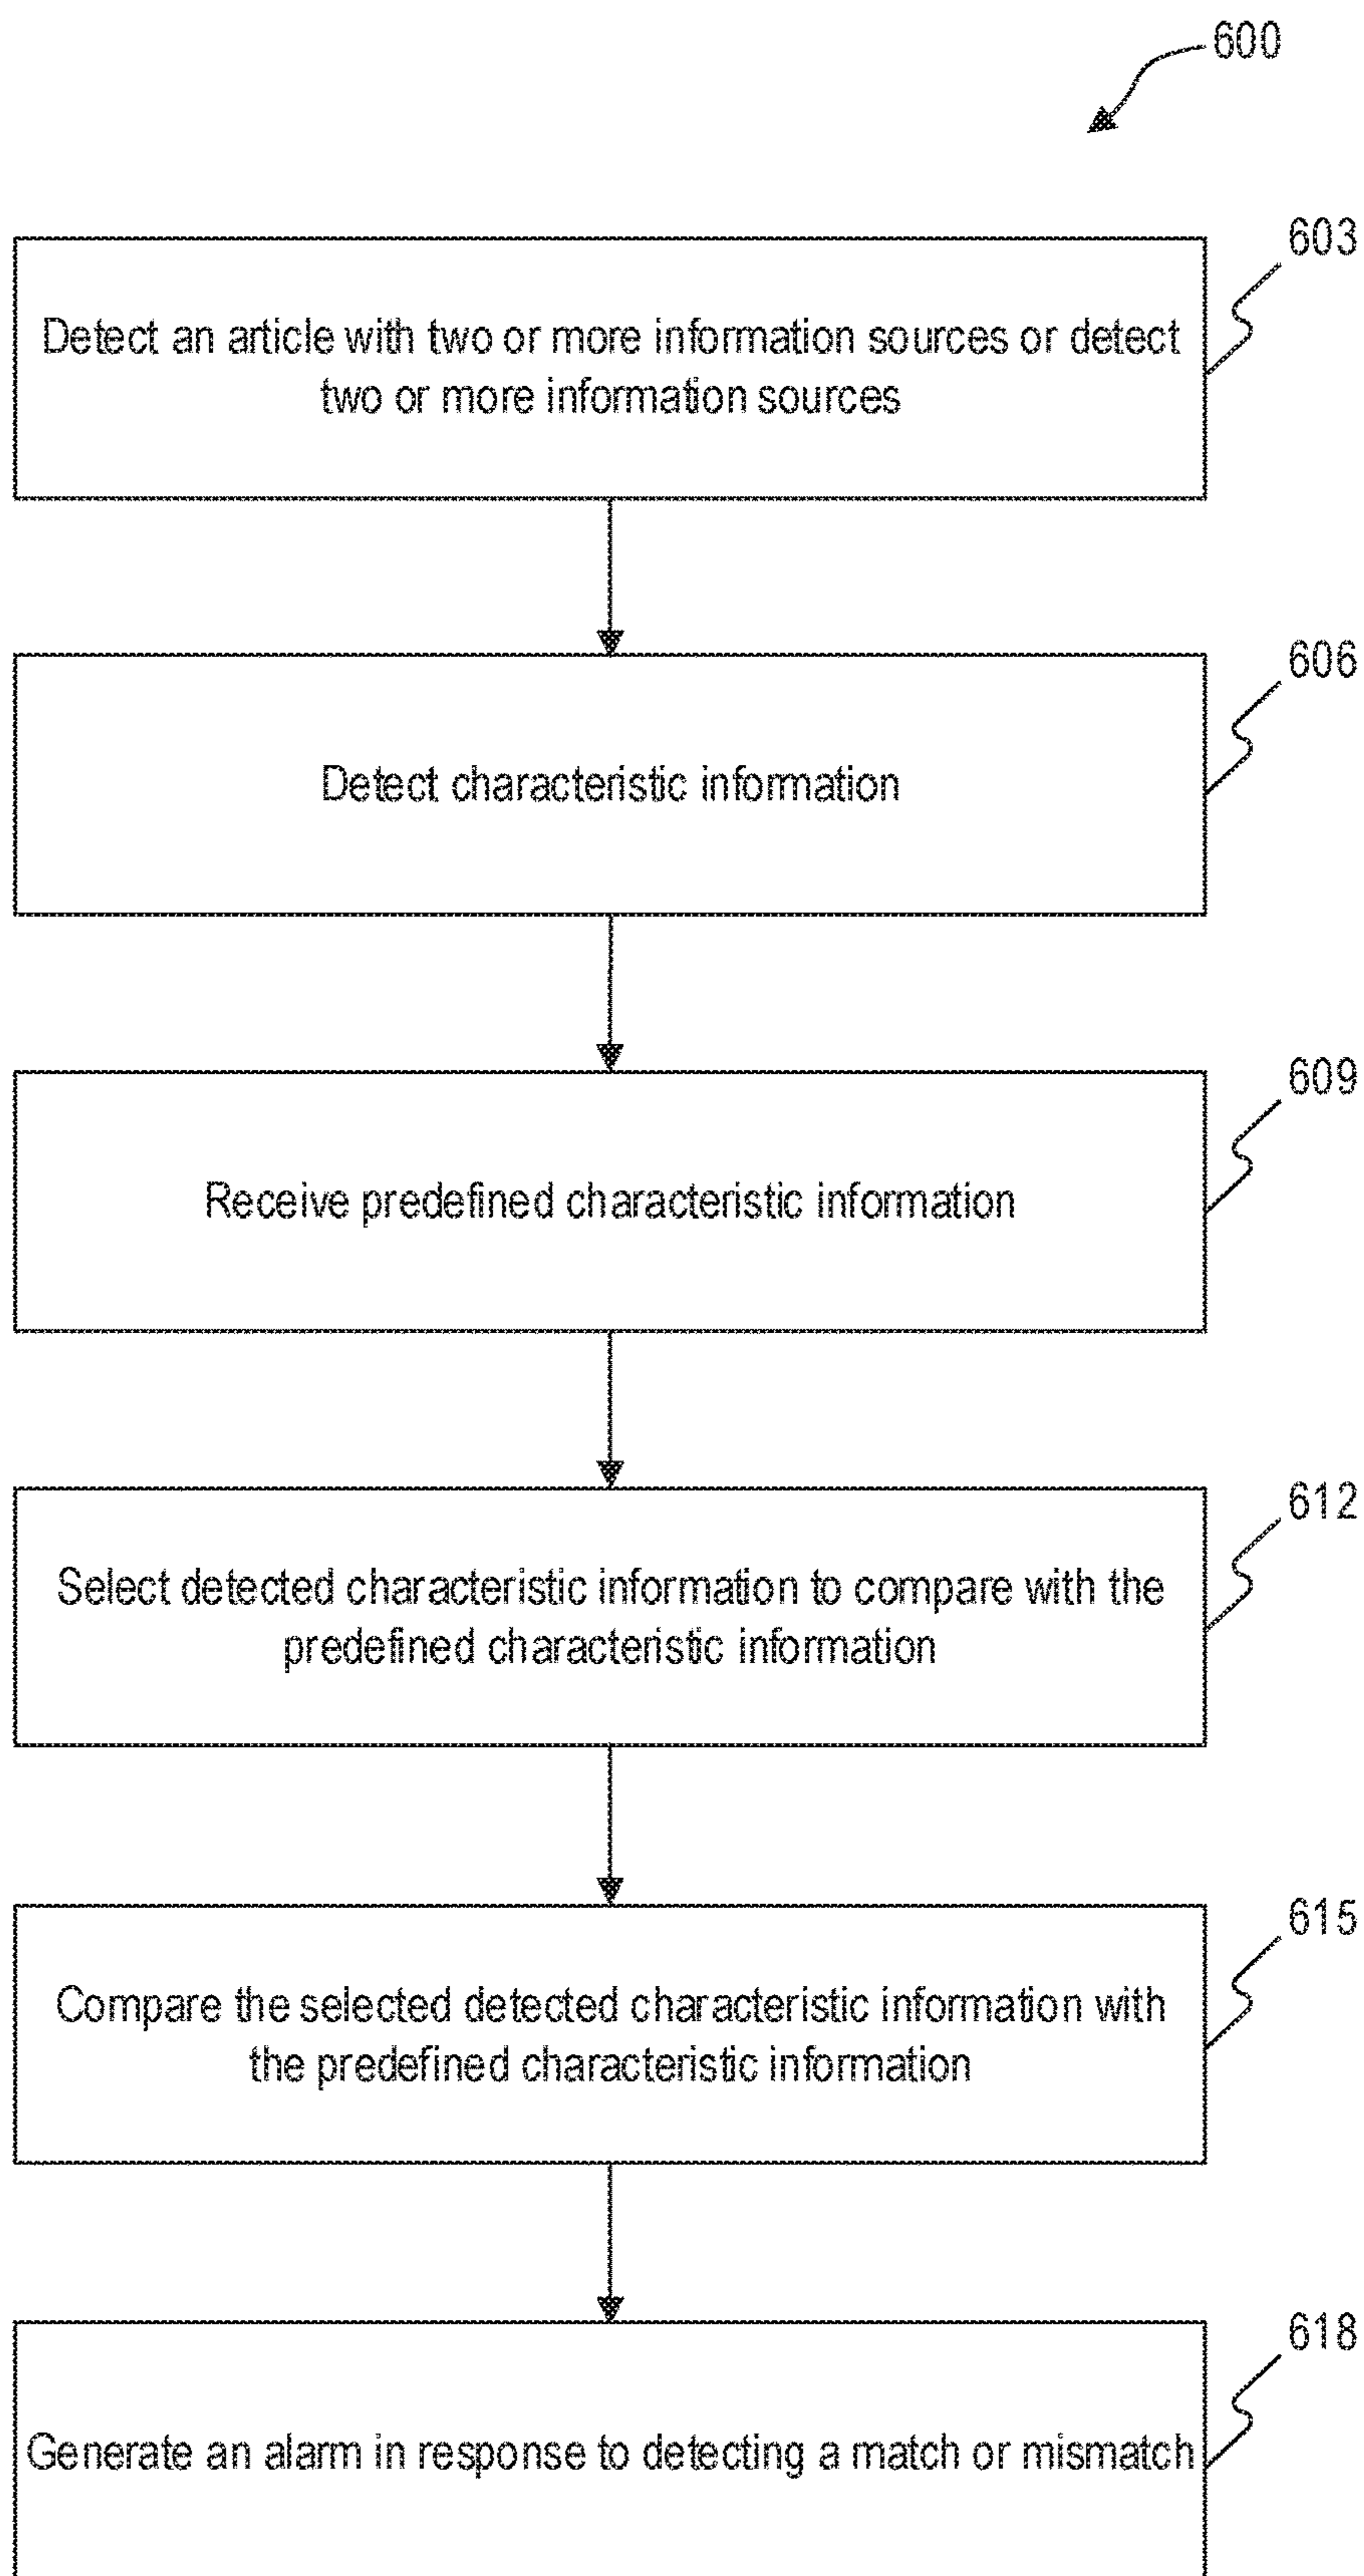 600
603
Detect an article with two or more information sources or detect
two or more information sources
606
Detect characteristic information
609
Receive predefined characteristic information
612
Select detected characteristic information to compare with the
predefined characteristic information
615
Compare the selected detected characteristic information with
the predefined characteristic information
618
Generate an alarm in response to detecting a match or mismatch